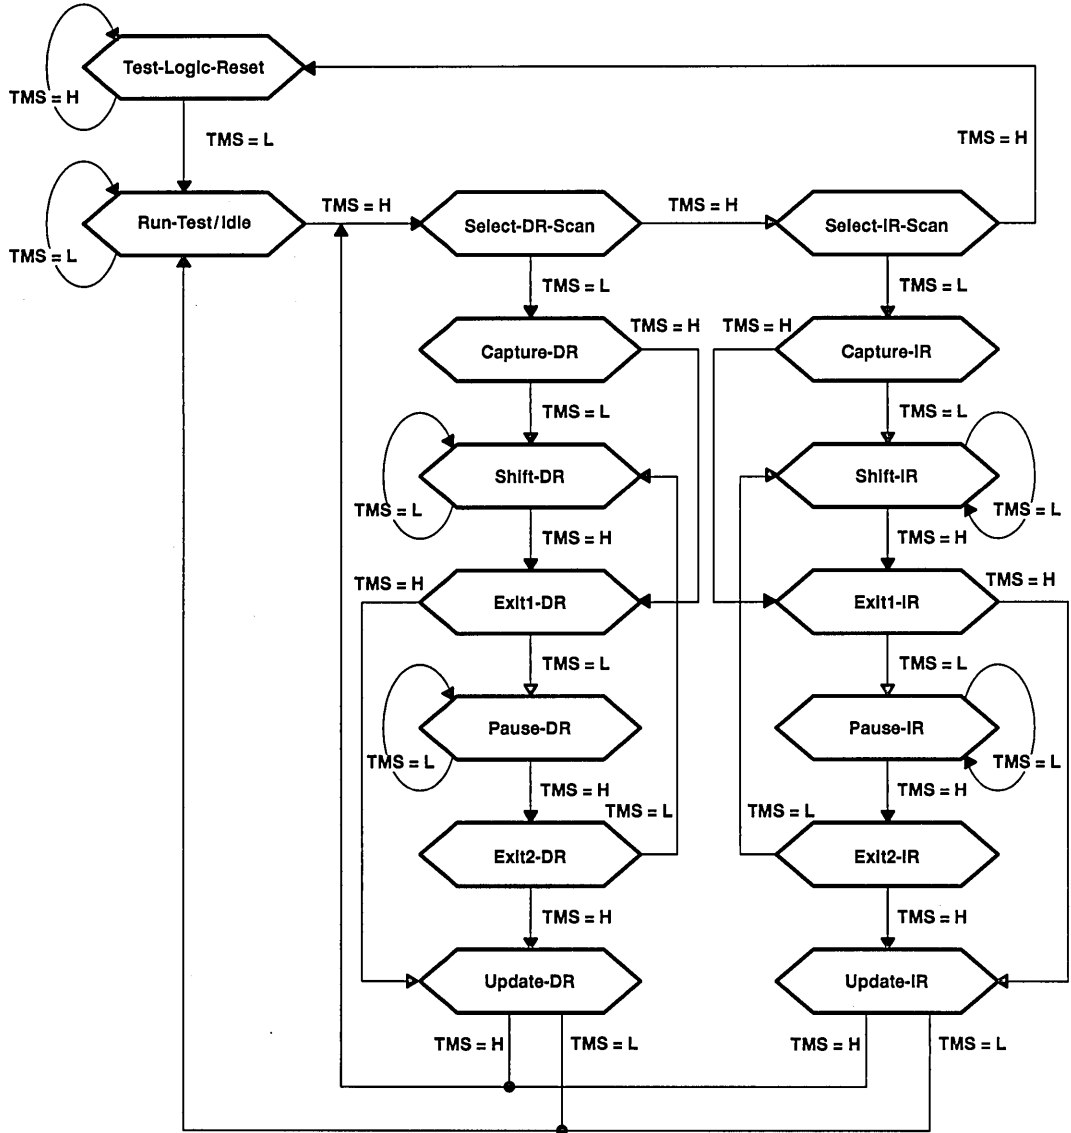 Test-Logic-Reset
TMS = H
TMS = L
TMS = H
Run-Test/Idle
TMS = H
Select-DR-Scan
TMS = H
Select-IR-Scan
TMS = L
TMS = L
TMS = L
TMS = H
TMS = H
Capture-DR
Capture-IR
TMS = L
TMS = L
Shift-DR
Shift-IR
TMS = L
TMS = L
TMS = H
TMS = H
TMS = H
Exit1-DR
Exit1-IR
TMS = H
TMS = L
TMS = L
Pause-DR
Pause-IR
TMS = L
TMS = L
TMS = H
TMS = H
TMS = L
TMS = L
Exit2-DR
Exit2-IR
TMS = H
TMS = H
Update-DR
Update-IR
TMS = H
TMS = L
TMS = H
TMS = L